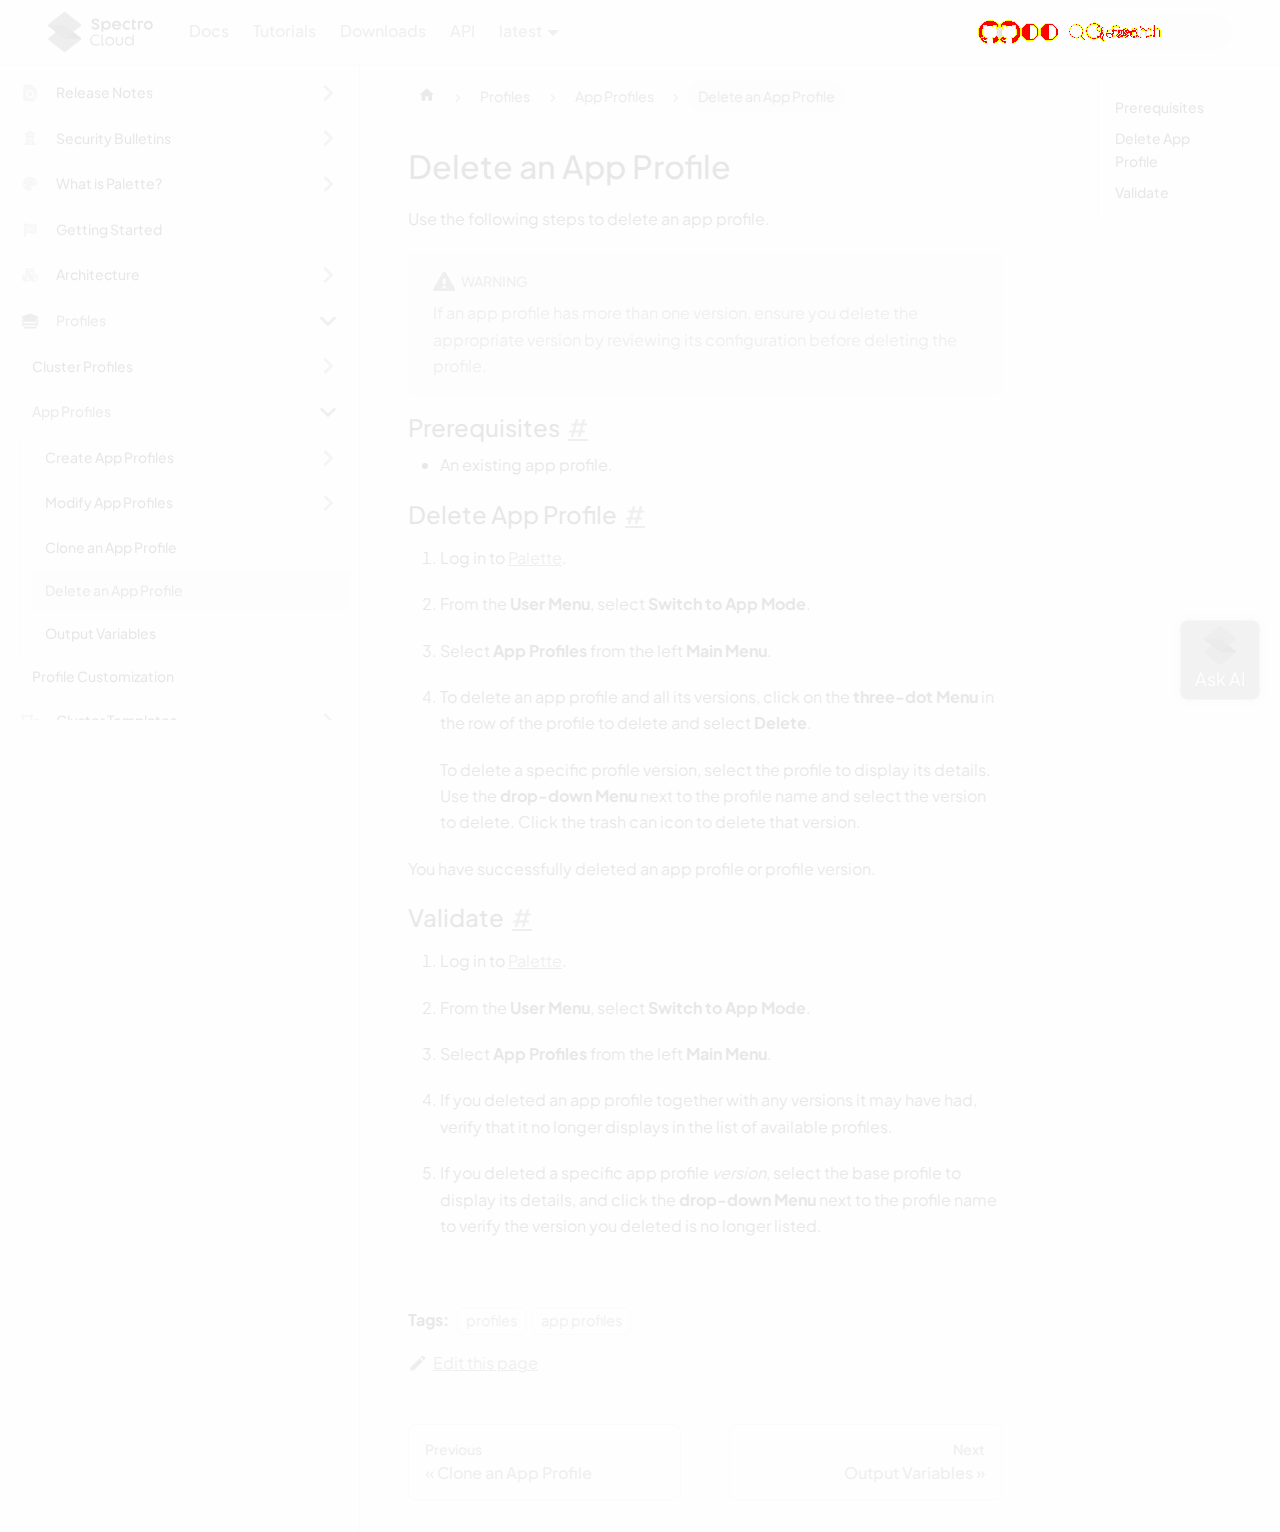 Spectro Cloud
Docs Tutorials Downloads API latest
Search
Release Notes
Security Bulletins
What is Palette?
Getting Started
Architecture
Profiles
Cluster Profiles
App Profiles
Create App Profiles
Modify App Profiles
Clone an App Profile
Delete an App Profile
Output Variables
Profile Customization
Cluster Templates
Profiles App Profiles Delete an App Profile
Delete an App Profile
Use the following steps to delete an app profile.
WARNING
If an app profile has more than one version, ensure you delete the
appropriate version by reviewing its configuration before deleting the
profile.
Prerequisites #
• An existing app profile.
Delete App Profile #
1. Log in to Palette.
2. From the User Menu, select Switch to App Mode.
3. Select App Profiles from the left Main Menu.
4. To delete an app profile and all its versions, click on the three-dot Menu in
the row of the profile to delete and select Delete.
To delete a specific profile version, select the profile to display its details.
Use the drop-down Menu next to the profile name and select the version
to delete. Click the trash can icon to delete that version.
You have successfully deleted an app profile or profile version.
Validate #
1. Log in to Palette.
2. From the User Menu, select Switch to App Mode.
3. Select App Profiles from the left Main Menu.
4. If you deleted an app profile together with any versions it may have had,
verify that it no longer displays in the list of available profiles.
5. If you deleted a specific app profile version, select the base profile to
display its details, and click the drop-down Menu next to the profile name
to verify the version you deleted is no longer listed.
Tags: profiles app profiles
Edit this page
Previous
« Clone an App Profile
Next
Output Variables »
Prerequisites
Delete App
Profile
Validate
Ask AI